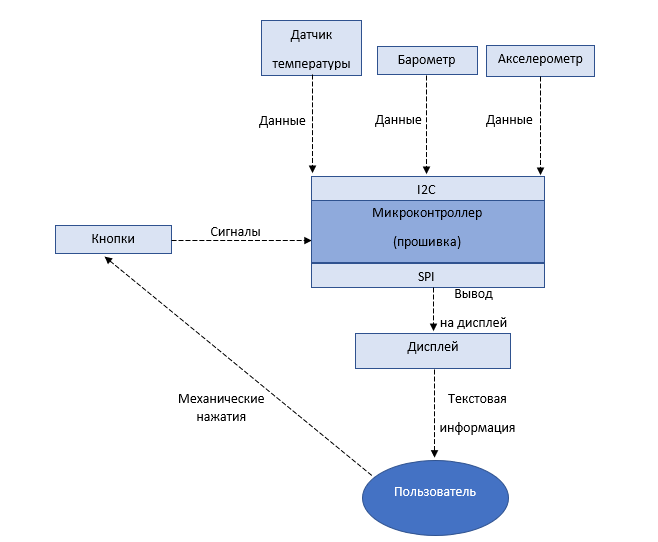 Датчик
температуры
Барометр
Акселерометр
Данные
Данные
Данные
I2C
Микроконтроллер
(прошивка)
SPI
Кнопки
Сигналы
Вывод
на дисплей
Дисплей
Механические
нажатия
Текстовая
информация
Пользователь